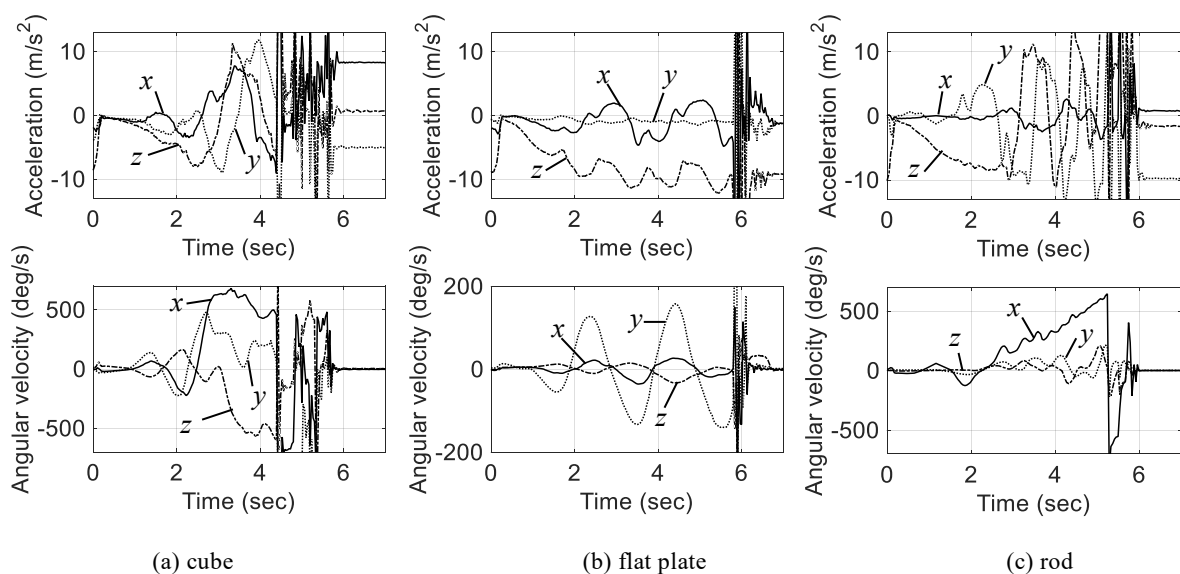 Acceleration (m/s²)
10
0
-10
x
z
y
0 2 4 6
Time (sec)
Acceleration (m/s²)
10
0
-10
x
y
z
0 2 4 6
Time (sec)
Acceleration (m/s²)
10
0
-10
x
y
z
0 2 4 6
Time (sec)
Angular velocity (deg/s)
500
0
-500
x
y
z
0 2 4 6
Time (sec)
Angular velocity (deg/s)
200
0
-200
x
y
z
0 2 4 6
Time (sec)
Angular velocity (deg/s)
500
0
-500
z
x
y
0 2 4 6
Time (sec)
(a) cube
(b) flat plate
(c) rod